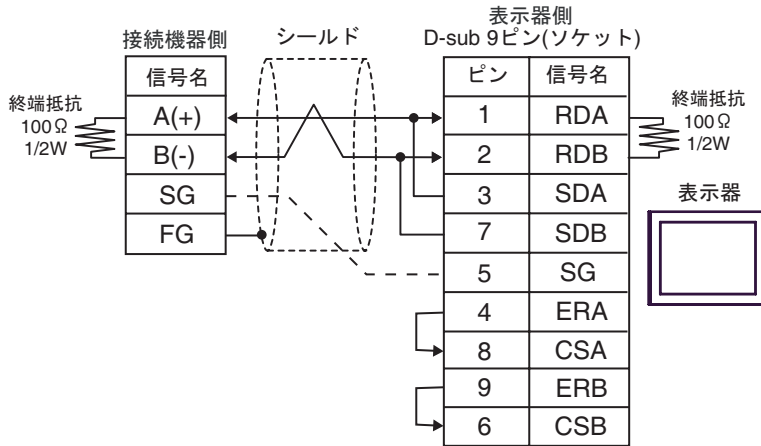 接続機器側
シールド
表示器側
D-sub 9ピン(ソケット)
信号名
ピン
信号名
終端抵抗
100Ω
1/2W
A(+)
B(-)
SG
FG
1
RDA
2
RDB
3
SDA
7
SDB
5
SG
4
ERA
8
CSA
9
ERB
6
CSB
終端抵抗
100Ω
1/2W
表示器